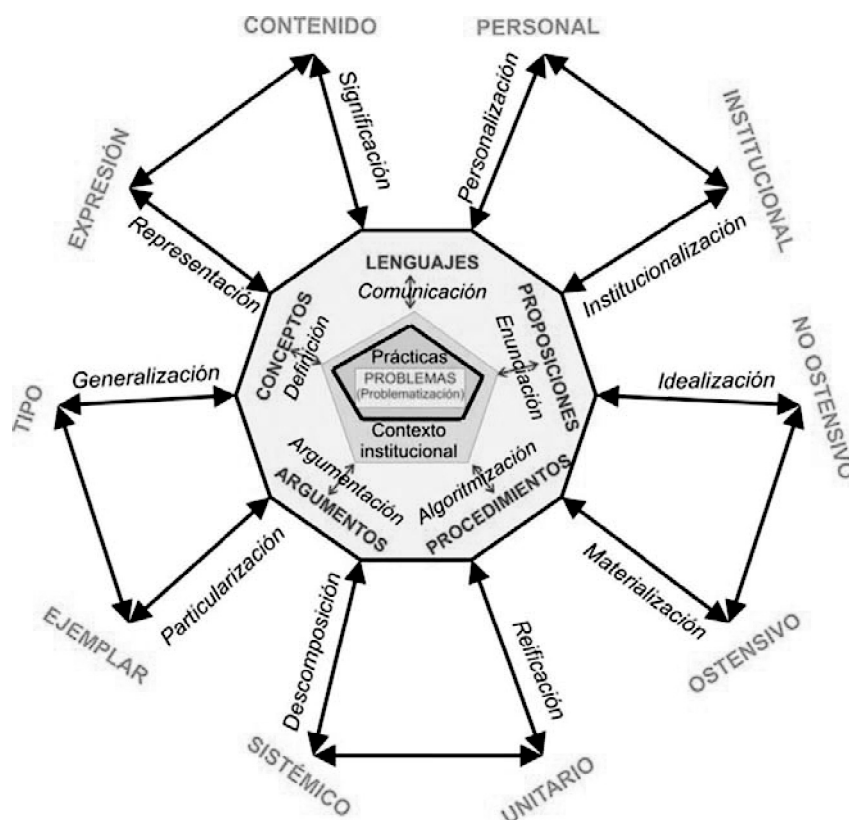 CONTENIDO
PERSONAL
Significación
Personalización
EXPRESIÓN
INSTITUCIONAL
Representación
Institucionalización
LENGUAJES
Comunicación
CONCEPTOS
Definición
PROPOSICIONES
Enunciación
Prácticas
PROBLEMAS
(Problematización)
Contexto
institucional
TIPO
Generalización
Idealización
NO OSTENSIVO
Argumentación
ARGUMENTOS
Algoritmización
PROCEDIMIENTOS
Particularización
EJEMPLAR
Materialización
OSTENSIVO
Descomposición
Reificación
SISTÉMICO
UNITARIO